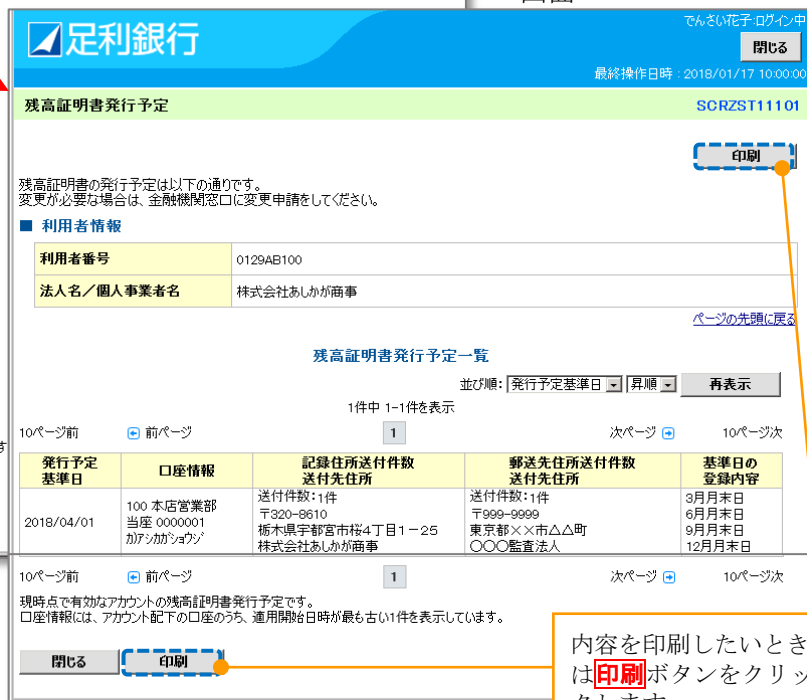 画面
足利銀行
でんさい花子:ログイン中
閉じる
最終操作日時：2018/01/17 10:00:00
残高証明書発行予定
SCRZST11101
印刷
残高証明書の発行予定は以下の通りです。
変更が必要な場合は、金融機関窓口に変更申請をしてください。
■ 利用者情報
利用者番号 0129AB100
法人名／個人事業者名 株式会社あしかが商事
ページの先頭に戻る
残高証明書発行予定一覧
並び順: 発行予定基準日 昇順 再表示
1件中 1-1件を表示
10ページ前 前ページ 1 次ページ 10ページ次
発行予定
基準日
口座情報
記録住所送付件数
送付先住所
郵送先住所送付件数
送付先住所
基準日の
登録内容
2018/04/01
100 本店営業部
当座 0000001
カ)アシカガショウジ
送付件数:1件
〒320-8610
栃木県宇都宮市桜4丁目1－25
株式会社あしかが商事
送付件数:1件
〒999-9999
東京都××市△△町
〇〇〇監査法人
3月月末日
6月月末日
9月月末日
12月月末日
す
10ページ前 前ページ 1 次ページ 10ページ次
現時点で有効なアカウントの残高証明書発行予定です。
口座情報には、アカウント配下の口座のうち、適用開始日時が最も古い1件を表示しています。
閉じる 印刷
内容を印刷したいとき
は印刷ボタンをクリッ
クします